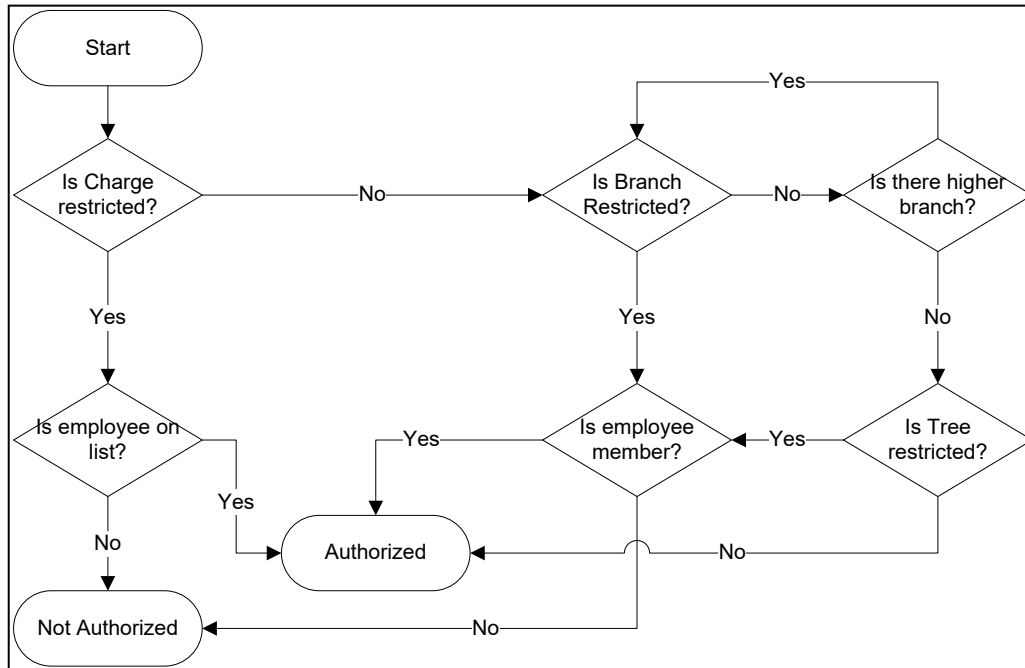 Start
Yes
Is Charge
restricted?
No
Is Branch
Restricted?
No
Is there higher
branch?
Yes
Yes
No
Is employee on
list?
Yes
Is employee
member?
Yes
Is Tree
restricted?
Yes
No
Authorized
No
Not Authorized
No